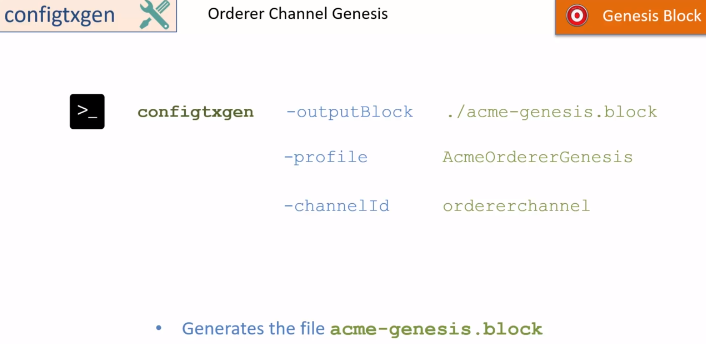 configtxgen
Orderer Channel Genesis
Genesis Block
>_
configtxgen -outputBlock ./acme-genesis.block
-profile AcmeOrdererGenesis
-channelId ordererchannel
• Generates the file acme-genesis.block